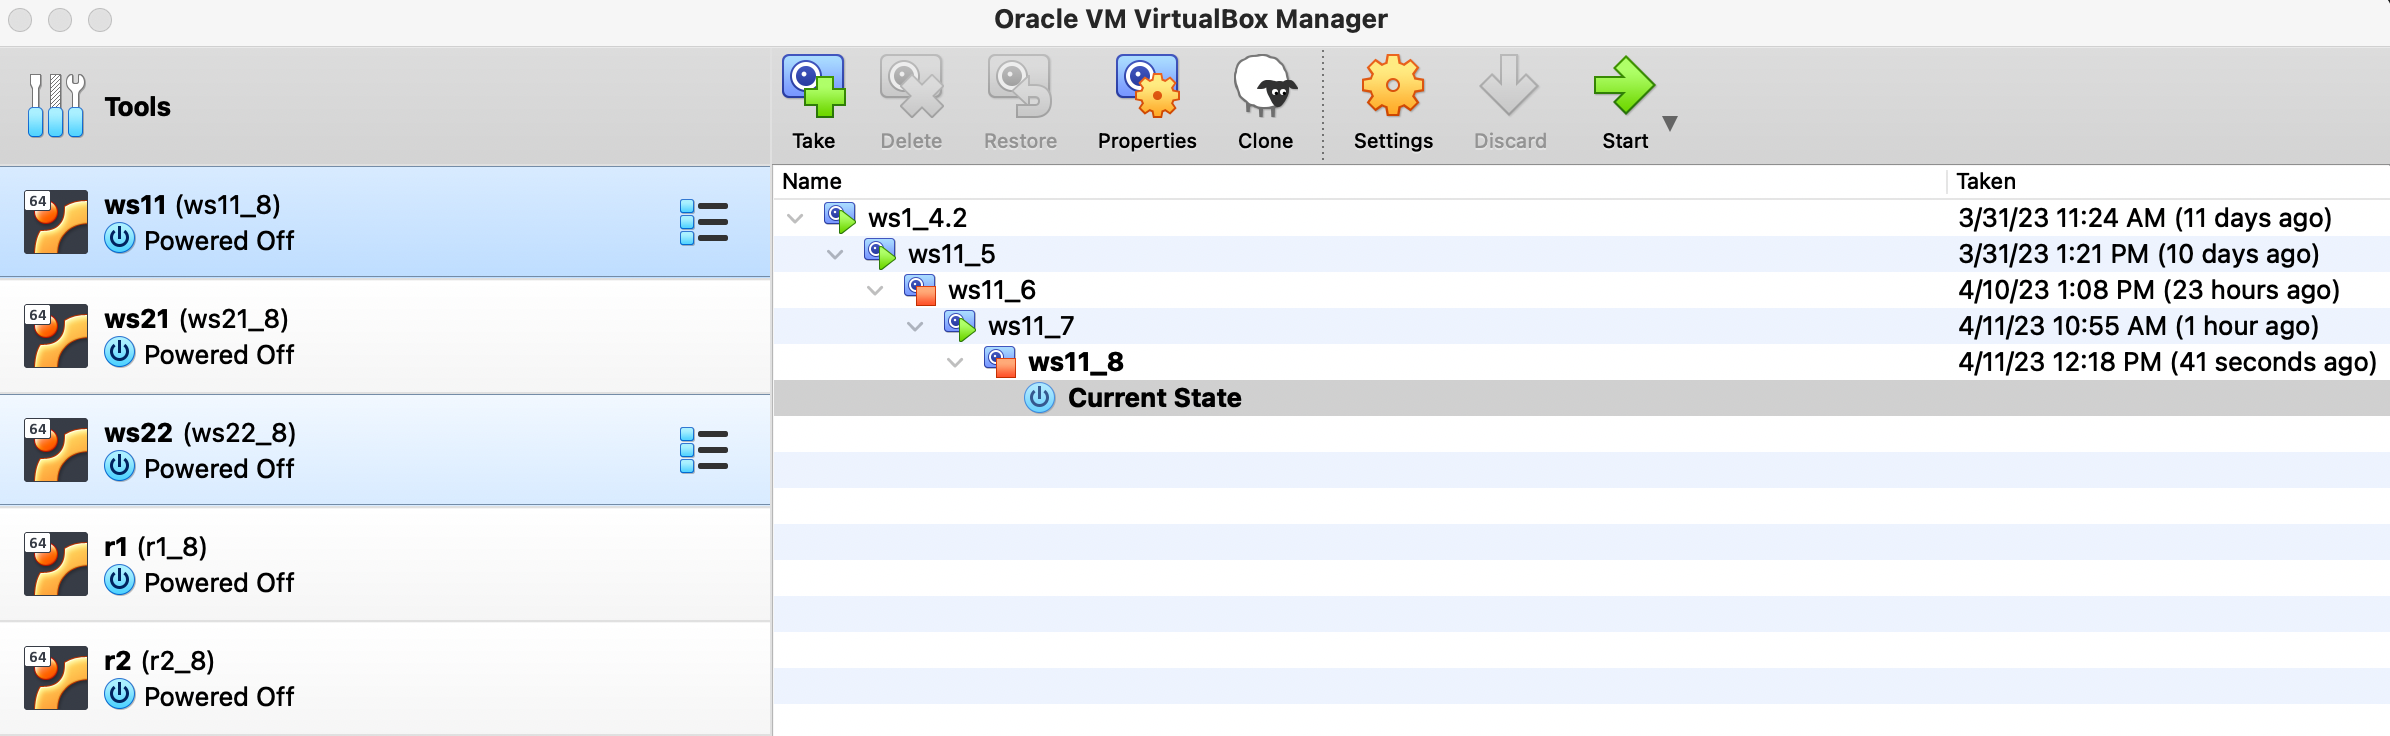 Oracle VM VirtualBox Manager
Tools
Take
Delete
Restore
Properties
Clone
Settings
Discard
Start
64
ws11 (ws11_8)
Powered Off
64
ws21 (ws21_8)
Powered Off
64
ws22 (ws22_8)
Powered Off
64
r1 (r1_8)
Powered Off
64
r2 (r2_8)
Powered Off
Name Taken
ws1_4.2 3/31/23 11:24 AM (11 days ago)
ws11_5 3/31/23 1:21 PM (10 days ago)
ws11_6 4/10/23 1:08 PM (23 hours ago)
ws11_7 4/11/23 10:55 AM (1 hour ago)
ws11_8 4/11/23 12:18 PM (41 seconds ago)
Current State